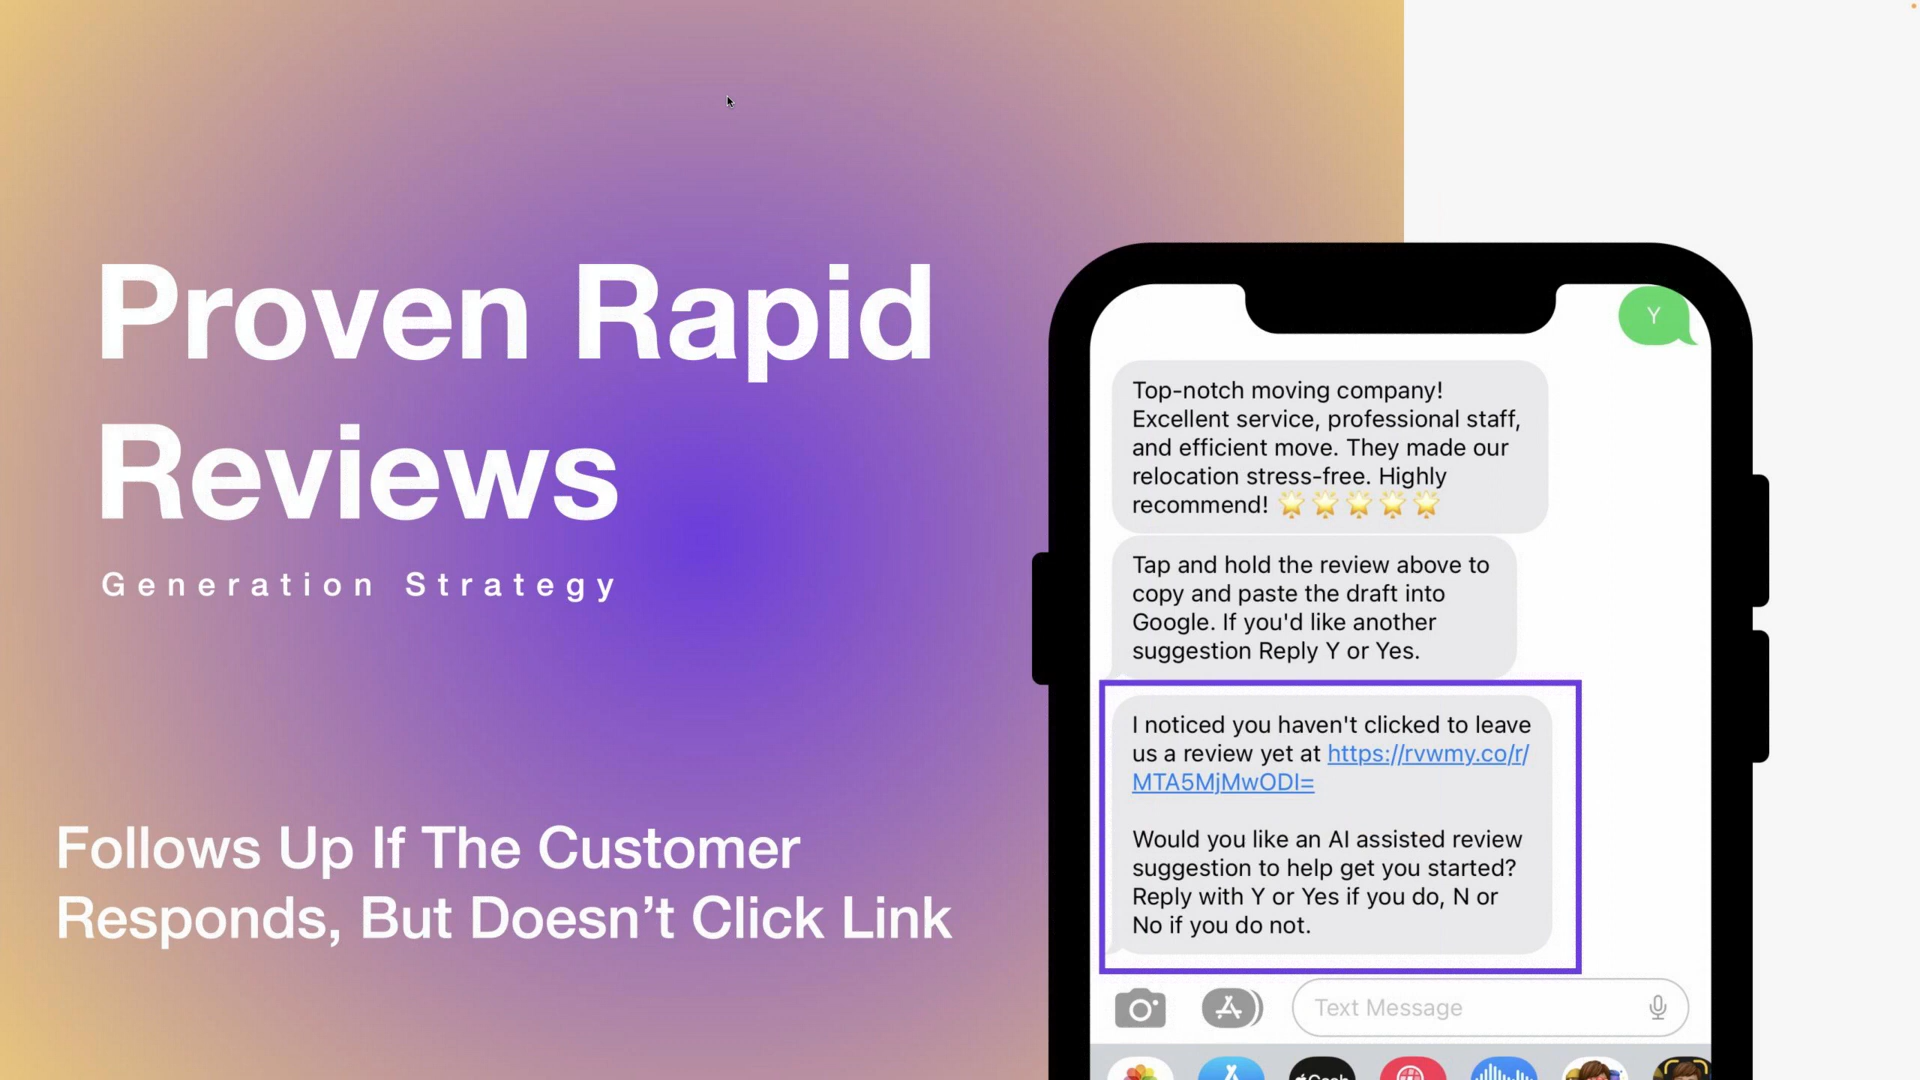 Proven Rapid
Reviews
Generation Strategy
Follows Up If The Customer
Responds, But Doesn’t Click Link
Y
Top-notch moving company!
Excellent service, professional staff,
and efficient move. They made our
relocation stress-free. Highly
recommend! 🌟🌟🌟🌟🌟
Tap and hold the review above to
copy and paste the draft into
Google. If you'd like another
suggestion Reply Y or Yes.
I noticed you haven't clicked to leave
us a review yet at https://rvwmy.co/r/
MTA5MjMwODI=
Would you like an AI assisted review
suggestion to help get you started?
Reply with Y or Yes if you do, N or
No if you do not.
Text Message